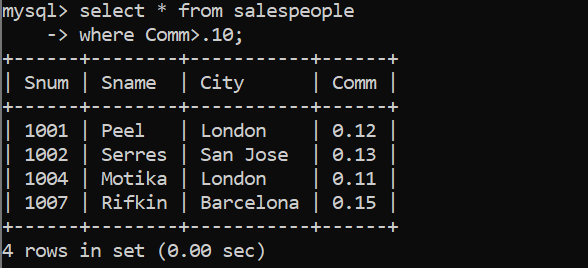 mysql> select * from salespeople
    -> where Comm>.10;
+------+--------+-----------+------+
| Snum | Sname  | City      | Comm |
+------+--------+-----------+------+
| 1001 | Peel   | London    | 0.12 |
| 1002 | Serres | San Jose  | 0.13 |
| 1004 | Motika | London    | 0.11 |
| 1007 | Rifkin | Barcelona | 0.15 |
+------+--------+-----------+------+
4 rows in set (0.00 sec)